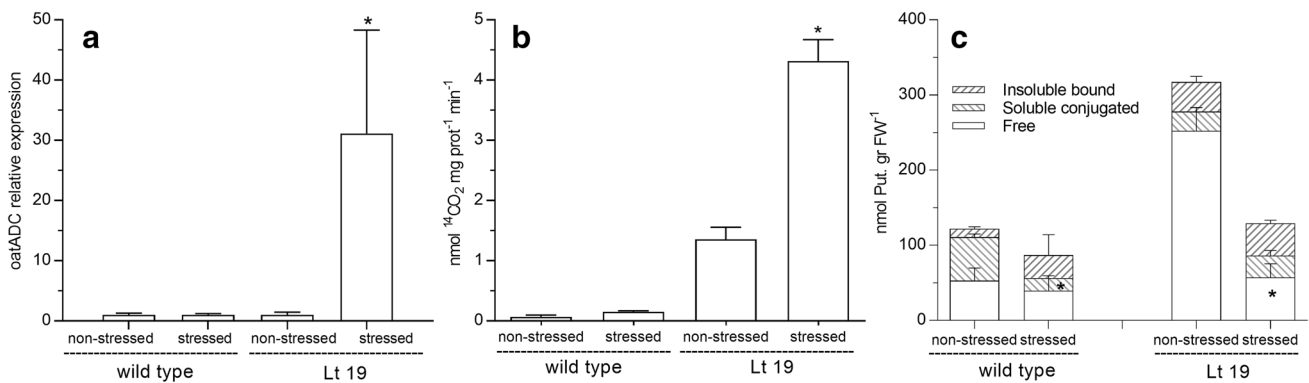 a
oatADC relative expression
50
40
30
20
10
0
*
non-stressed stressed non-stressed stressed
wild type Lt 19
b
nmol ¹⁴CO₂ mg prot⁻¹ min⁻¹
5
4
3
2
1
0
*
non-stressed stressed non-stressed stressed
wild type Lt 19
c
nmol Put. gr FW⁻¹
400
300
200
100
0
Insoluble bound
Soluble conjugated
Free
*
*
non-stressed stressed non-stressed stressed
wild type Lt 19